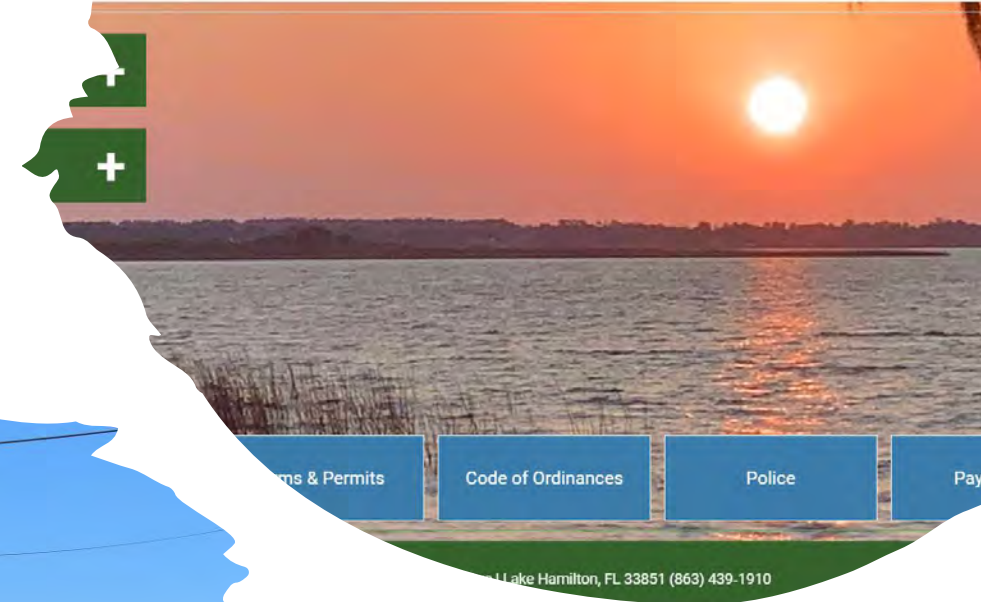 +
+
ms & Permits
Code of Ordinances
Police
Pay
Lake Hamilton, FL 33851 (863) 439-1910